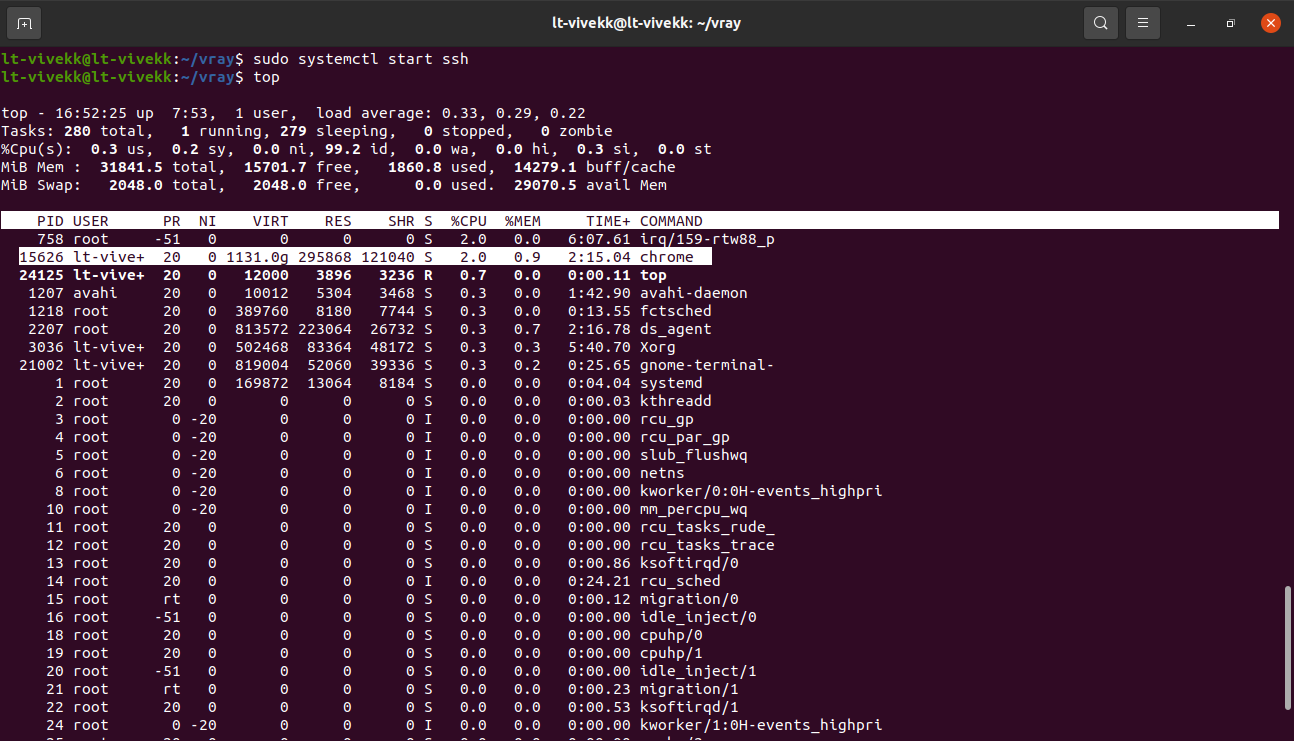 lt-vivekk@lt-vivekk: ~/vray
lt-vivekk@lt-vivekk:~/vray$ sudo systemctl start ssh
lt-vivekk@lt-vivekk:~/vray$ top
top - 16:52:25 up  7:53,  1 user,  load average: 0.33, 0.29, 0.22
Tasks: 280 total,   1 running, 279 sleeping,   0 stopped,   0 zombie
%Cpu(s):  0.3 us,  0.2 sy,  0.0 ni, 99.2 id,  0.0 wa,  0.0 hi,  0.3 si,  0.0 st
MiB Mem :  31841.5 total,  15701.7 free,   1860.8 used,  14279.1 buff/cache
MiB Swap:   2048.0 total,   2048.0 free,      0.0 used.  29070.5 avail Mem
PID USER      PR  NI    VIRT    RES    SHR S  %CPU  %MEM     TIME+ COMMAND
758 root     -51   0       0      0      0 S   2.0   0.0   6:07.61 irq/159-rtw88_p
15626 lt-vive+  20   0 1131.0g 295868 121040 S   2.0   0.9   2:15.04 chrome
24125 lt-vive+  20   0   12000   3896   3236 R   0.7   0.0   0:00.11 top
1207 avahi     20   0   10012   5304   3468 S   0.3   0.0   1:42.90 avahi-daemon
1218 root      20   0  389760   8180   7744 S   0.3   0.0   0:13.55 fctsched
2207 root      20   0  813572 223064  26732 S   0.3   0.7   2:16.78 ds_agent
3036 lt-vive+  20   0  502468  83364  48172 S   0.3   0.3   5:40.70 Xorg
21002 lt-vive+  20   0  819004  52060  39336 S   0.3   0.2   0:25.65 gnome-terminal-
1 root      20   0  169872  13064   8184 S   0.0   0.0   0:04.04 systemd
2 root      20   0       0      0      0 S   0.0   0.0   0:00.03 kthreadd
3 root       0 -20       0      0      0 I   0.0   0.0   0:00.00 rcu_gp
4 root       0 -20       0      0      0 I   0.0   0.0   0:00.00 rcu_par_gp
5 root       0 -20       0      0      0 I   0.0   0.0   0:00.00 slub_flushwq
6 root       0 -20       0      0      0 I   0.0   0.0   0:00.00 netns
8 root       0 -20       0      0      0 I   0.0   0.0   0:00.00 kworker/0:0H-events_highpri
10 root       0 -20       0      0      0 I   0.0   0.0   0:00.00 mm_percpu_wq
11 root      20   0       0      0      0 S   0.0   0.0   0:00.00 rcu_tasks_rude_
12 root      20   0       0      0      0 S   0.0   0.0   0:00.00 rcu_tasks_trace
13 root      20   0       0      0      0 S   0.0   0.0   0:00.86 ksoftirqd/0
14 root      20   0       0      0      0 I   0.0   0.0   0:24.21 rcu_sched
15 root      rt   0       0      0      0 S   0.0   0.0   0:00.12 migration/0
16 root     -51   0       0      0      0 S   0.0   0.0   0:00.00 idle_inject/0
18 root      20   0       0      0      0 S   0.0   0.0   0:00.00 cpuhp/0
19 root      20   0       0      0      0 S   0.0   0.0   0:00.00 cpuhp/1
20 root     -51   0       0      0      0 S   0.0   0.0   0:00.00 idle_inject/1
21 root      rt   0       0      0      0 S   0.0   0.0   0:00.23 migration/1
22 root      20   0       0      0      0 S   0.0   0.0   0:00.53 ksoftirqd/1
24 root       0 -20       0      0      0 I   0.0   0.0   0:00.00 kworker/1:0H-events_highpri